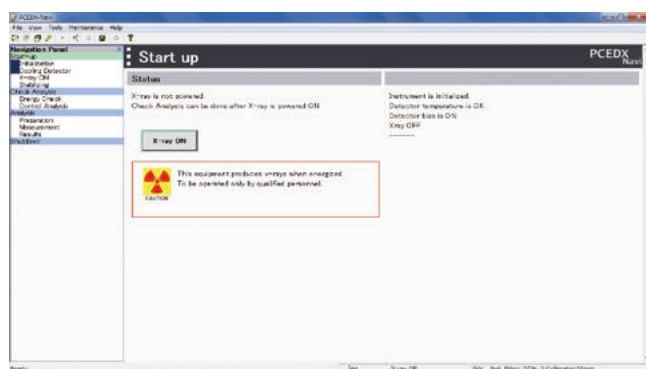 PCEDX-Navi
File View Tools Maintenance Help
Navigation Panel
Start-up
Initialization
Cooling Detector
X-ray ON
Stabilizing
Check Analysis
Energy Check
Control Analysis
Analysis
Preparation
Measurement
Results
Shutdown
Start up
PCEDX
Navi
Status
X-ray is not powered.
Check Analysis can be done after X-ray is powered ON.
X-ray ON
CAUTION
This equipment produces x-rays when energized.
To be operated only by qualified personnel.
Instrument is initialized.
Detector temperature is OK.
Detector bias is ON.
Xray OFF
-------
Ready
X-ray OFF